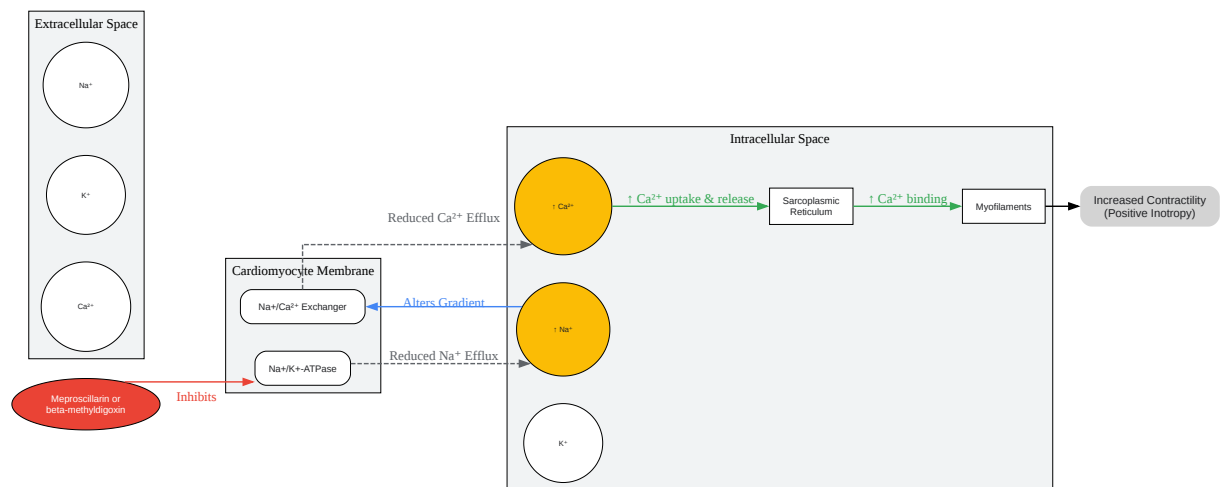 Extracellular Space
Na⁺
K⁺
Ca²⁺
Meproscillarin or
beta-methyldigoxin
Inhibits
Cardiomyocyte Membrane
Na+/Ca²⁺ Exchanger
Na+/K+-ATPase
Reduced Ca²⁺ Efflux
Alters Gradient
Reduced Na⁺ Efflux
Intracellular Space
↑ Ca²⁺
↑ Na⁺
K⁺
↑ Ca²⁺ uptake & release
Sarcoplasmic
Reticulum
↑ Ca²⁺ binding
Myofilaments
Increased Contractility
(Positive Inotropy)